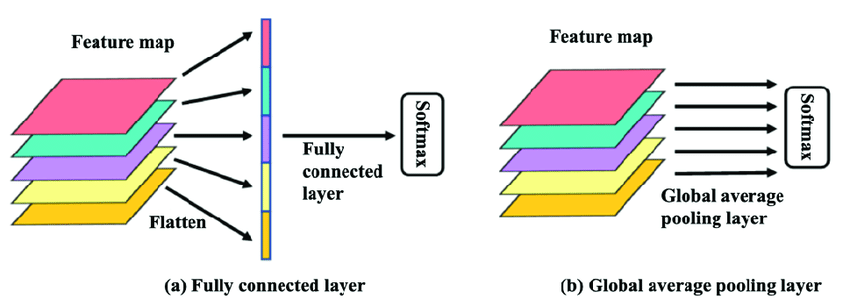 Feature map
Flatten
Fully
connected
layer
Softmax
(a) Fully connected layer
Feature map
Global average
pooling layer
Softmax
(b) Global average pooling layer